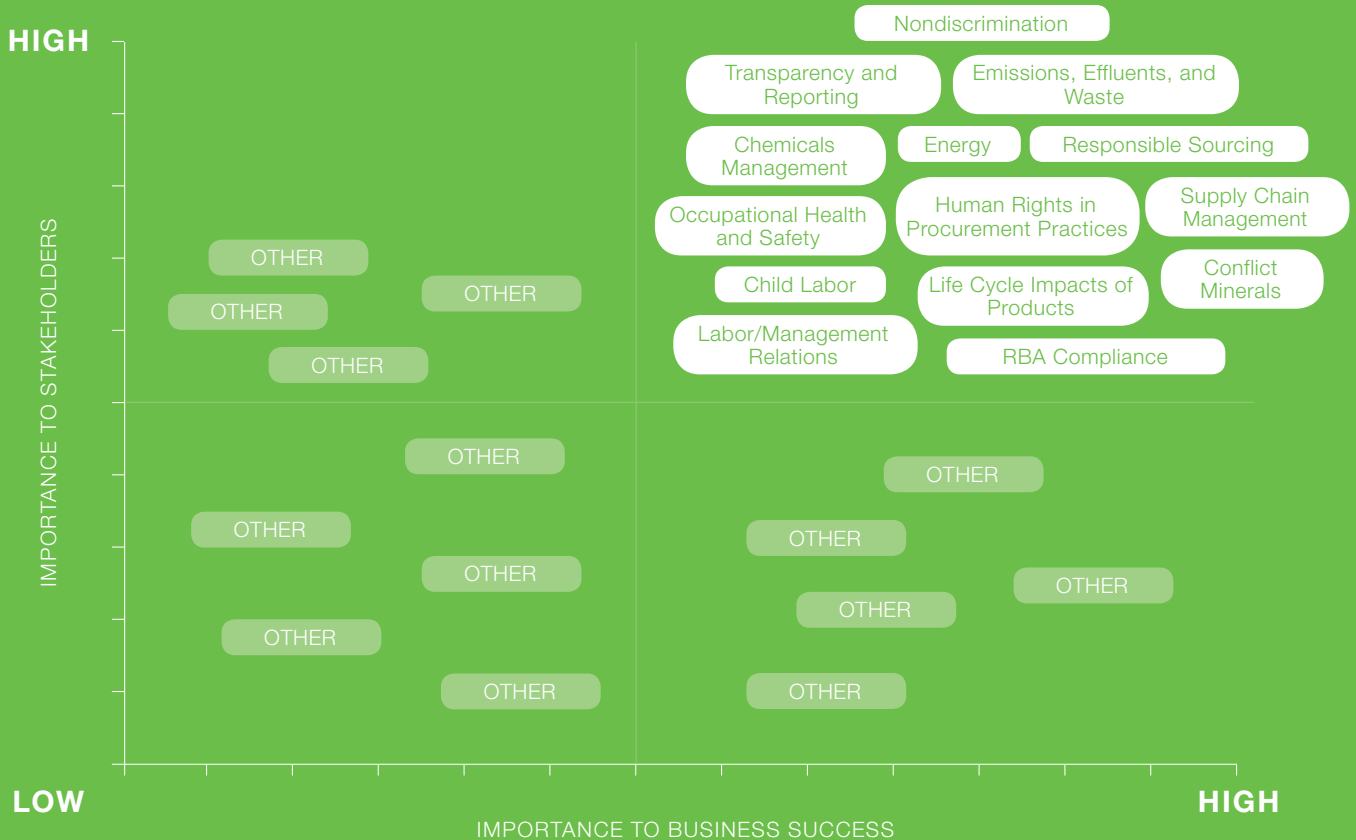 HIGH
Nondiscrimination
Transparency and
Reporting
Emissions, Effluents, and
Waste
Chemicals
Management
Energy
Responsible Sourcing
Occupational Health
and Safety
Human Rights in
Procurement Practices
Supply Chain
Management
Child Labor
Life Cycle Impacts of
Products
Conflict
Minerals
Labor/Management
Relations
RBA Compliance
IMPORTANCE TO STAKEHOLDERS
OTHER
OTHER
OTHER
OTHER
OTHER
OTHER
OTHER
OTHER
OTHER
OTHER
OTHER
OTHER
OTHER
OTHER
LOW
HIGH
IMPORTANCE TO BUSINESS SUCCESS